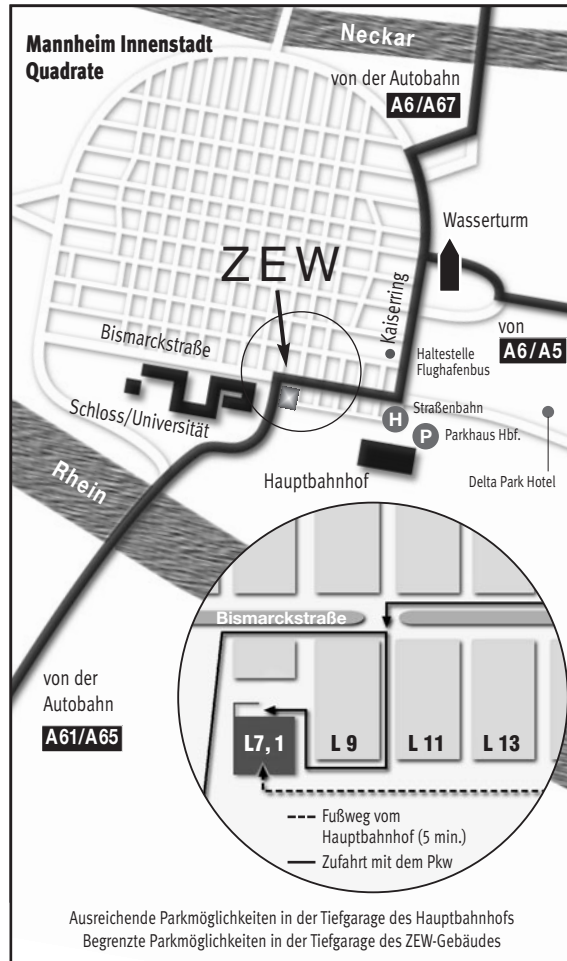 Mannheim Innenstadt
Quadrate
Neckar
von der Autobahn
A6/A67
Wasserturm
ZEW
Kaiserring
von
A6/A5
Bismarckstraße
Haltestelle
Flughafenbus
Schloss/Universität
H
Straßenbahn
P
Parkhaus Hbf.
Hauptbahnhof
Delta Park Hotel
Rhein
Bismarckstraße
von der
Autobahn
A61/A65
L7, 1
L 9
L 11
L 13
Fußweg vom
Hauptbahnhof (5 min.)
Zufahrt mit dem Pkw
Ausreichende Parkmöglichkeiten in der Tiefgarage des Hauptbahnhofs
Begrenzte Parkmöglichkeiten in der Tiefgarage des ZEW-Gebäudes